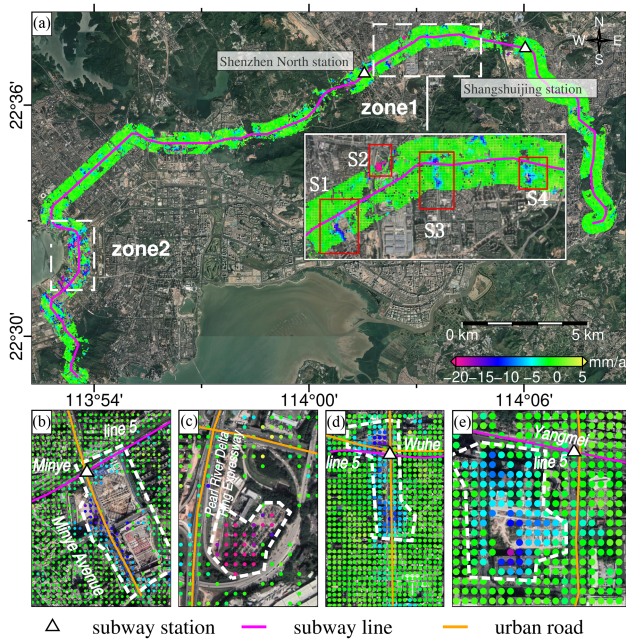 (a)
N
W E
S
Shenzhen North station
Shangshuijing station
22°36'
zone1
S2
S1
S4
S3
zone2
22°30'
0 km 5 km
mm/a
−20 −15 −10 −5 0 5
113°54' 114°00' 114°06'
(b) (c) (d) (e)
line 5
Minye
Minye Avenue
Pearl River Delta
Ring Expressway
Wuhe
line 5
Yangmei
line 5
subway station subway line urban road